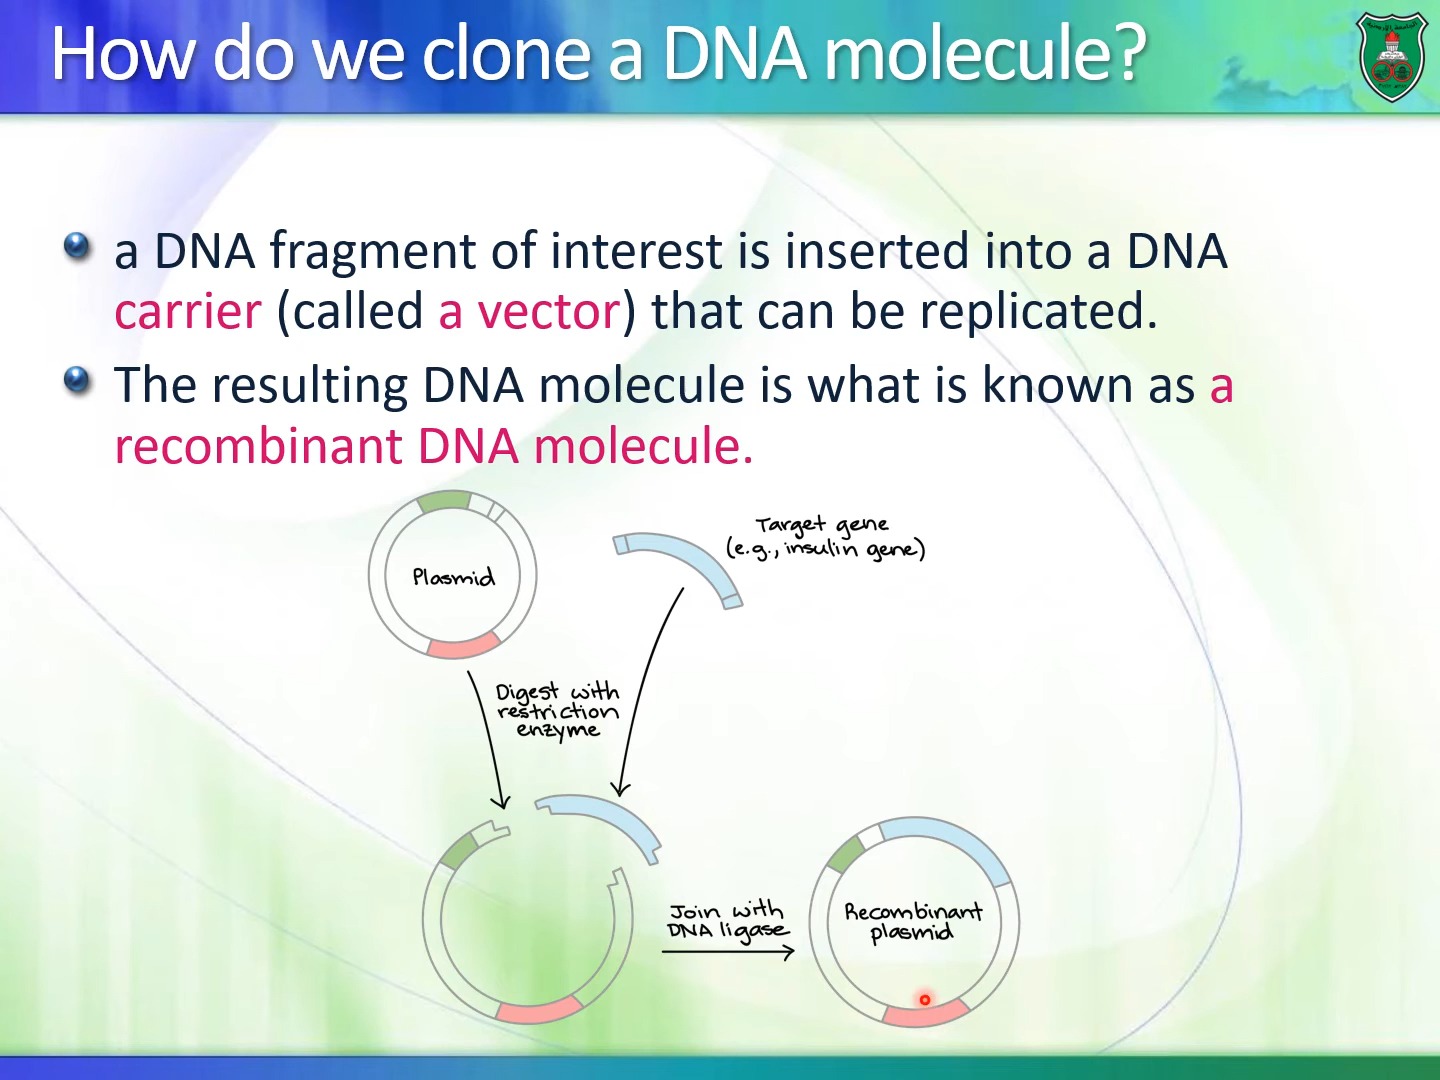 How do we clone a DNA molecule?
a DNA fragment of interest is inserted into a DNA
carrier (called a vector) that can be replicated.
The resulting DNA molecule is what is known as a
recombinant DNA molecule.
Plasmid
Target gene
(e.g., insulin gene)
Digest with
restriction
enzyme
Join with
DNA ligase
Recombinant
plasmid